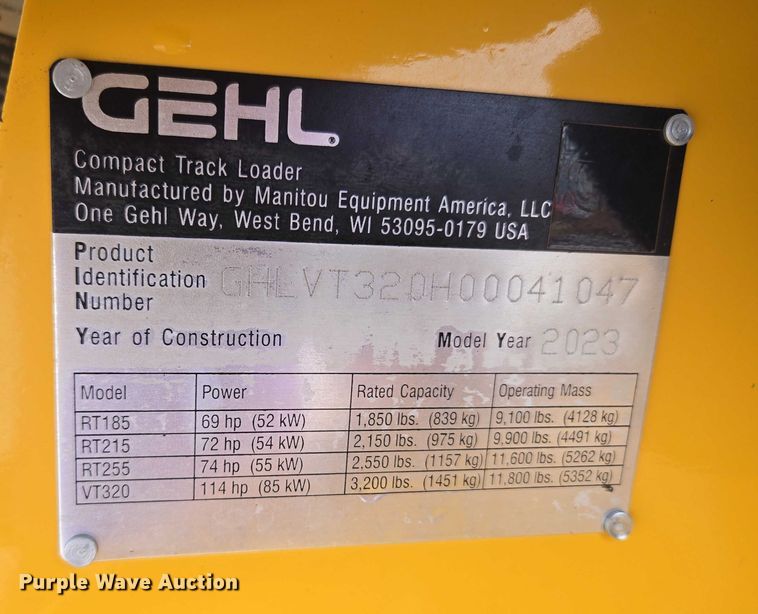 GEHL
Compact Track Loader
Manufactured by Manitou Equipment America, LLC
One Gehl Way, West Bend, WI 53095-0179 USA
Product
Identification GHLVT320H00041047
Number
Year of Construction Model Year 2023
Model Power Rated Capacity Operating Mass
RT185 69 hp (52 kW) 1,850 lbs. (839 kg) 9,100 lbs. (4128 kg)
RT215 72 hp (54 kW) 2,150 lbs. (975 kg) 9,900 lbs. (4491 kg)
RT255 74 hp (55 kW) 2,550 lbs. (1157 kg) 11,600 lbs. (5262 kg)
VT320 114 hp (85 kW) 3,200 lbs. (1451 kg) 11,800 lbs. (5352 kg)
Purple Wave Auction